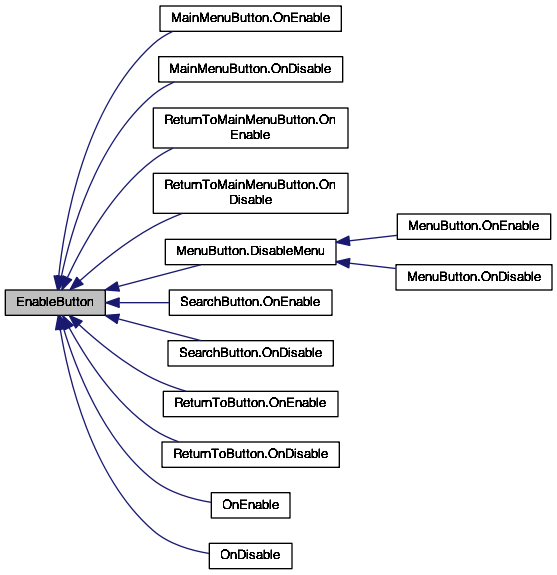 MainMenuButton.OnEnable
MainMenuButton.OnDisable
ReturnToMainMenuButton.On
Enable
ReturnToMainMenuButton.On
Disable
MenuButton.DisableMenu
MenuButton.OnEnable
MenuButton.OnDisable
EnableButton
SearchButton.OnEnable
SearchButton.OnDisable
ReturnToButton.OnEnable
ReturnToButton.OnDisable
OnEnable
OnDisable